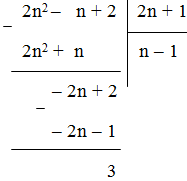 2n² – n + 2 2n + 1
–
2n² + n n – 1
– 2n + 2
–
– 2n – 1
3